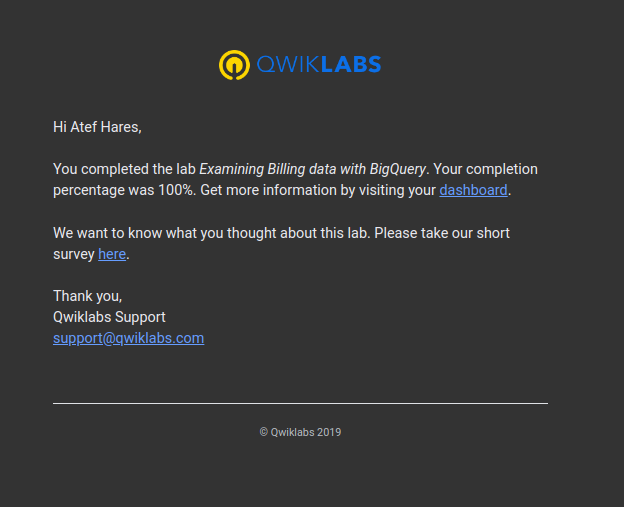 QWIKLABS
Hi Atef Hares,
You completed the lab Examining Billing data with BigQuery. Your completion
percentage was 100%. Get more information by visiting your dashboard.
We want to know what you thought about this lab. Please take our short
survey here.
Thank you,
Qwiklabs Support
support@qwiklabs.com
© Qwiklabs 2019